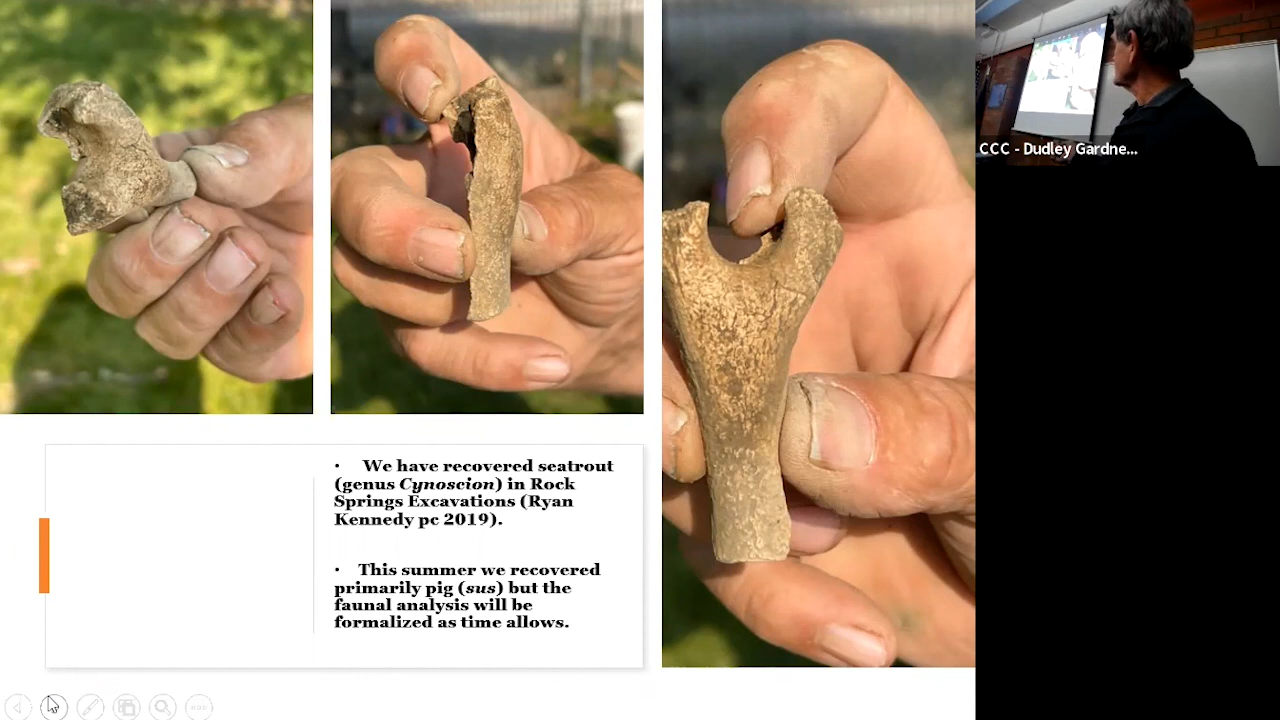 CCC - Dudley Gardne...
• We have recovered seatrout
(genus Cynoscion) in Rock
Springs Excavations (Ryan
Kennedy pc 2019).
• This summer we recovered
primarily pig (sus) but the
faunal analysis will be
formalized as time allows.